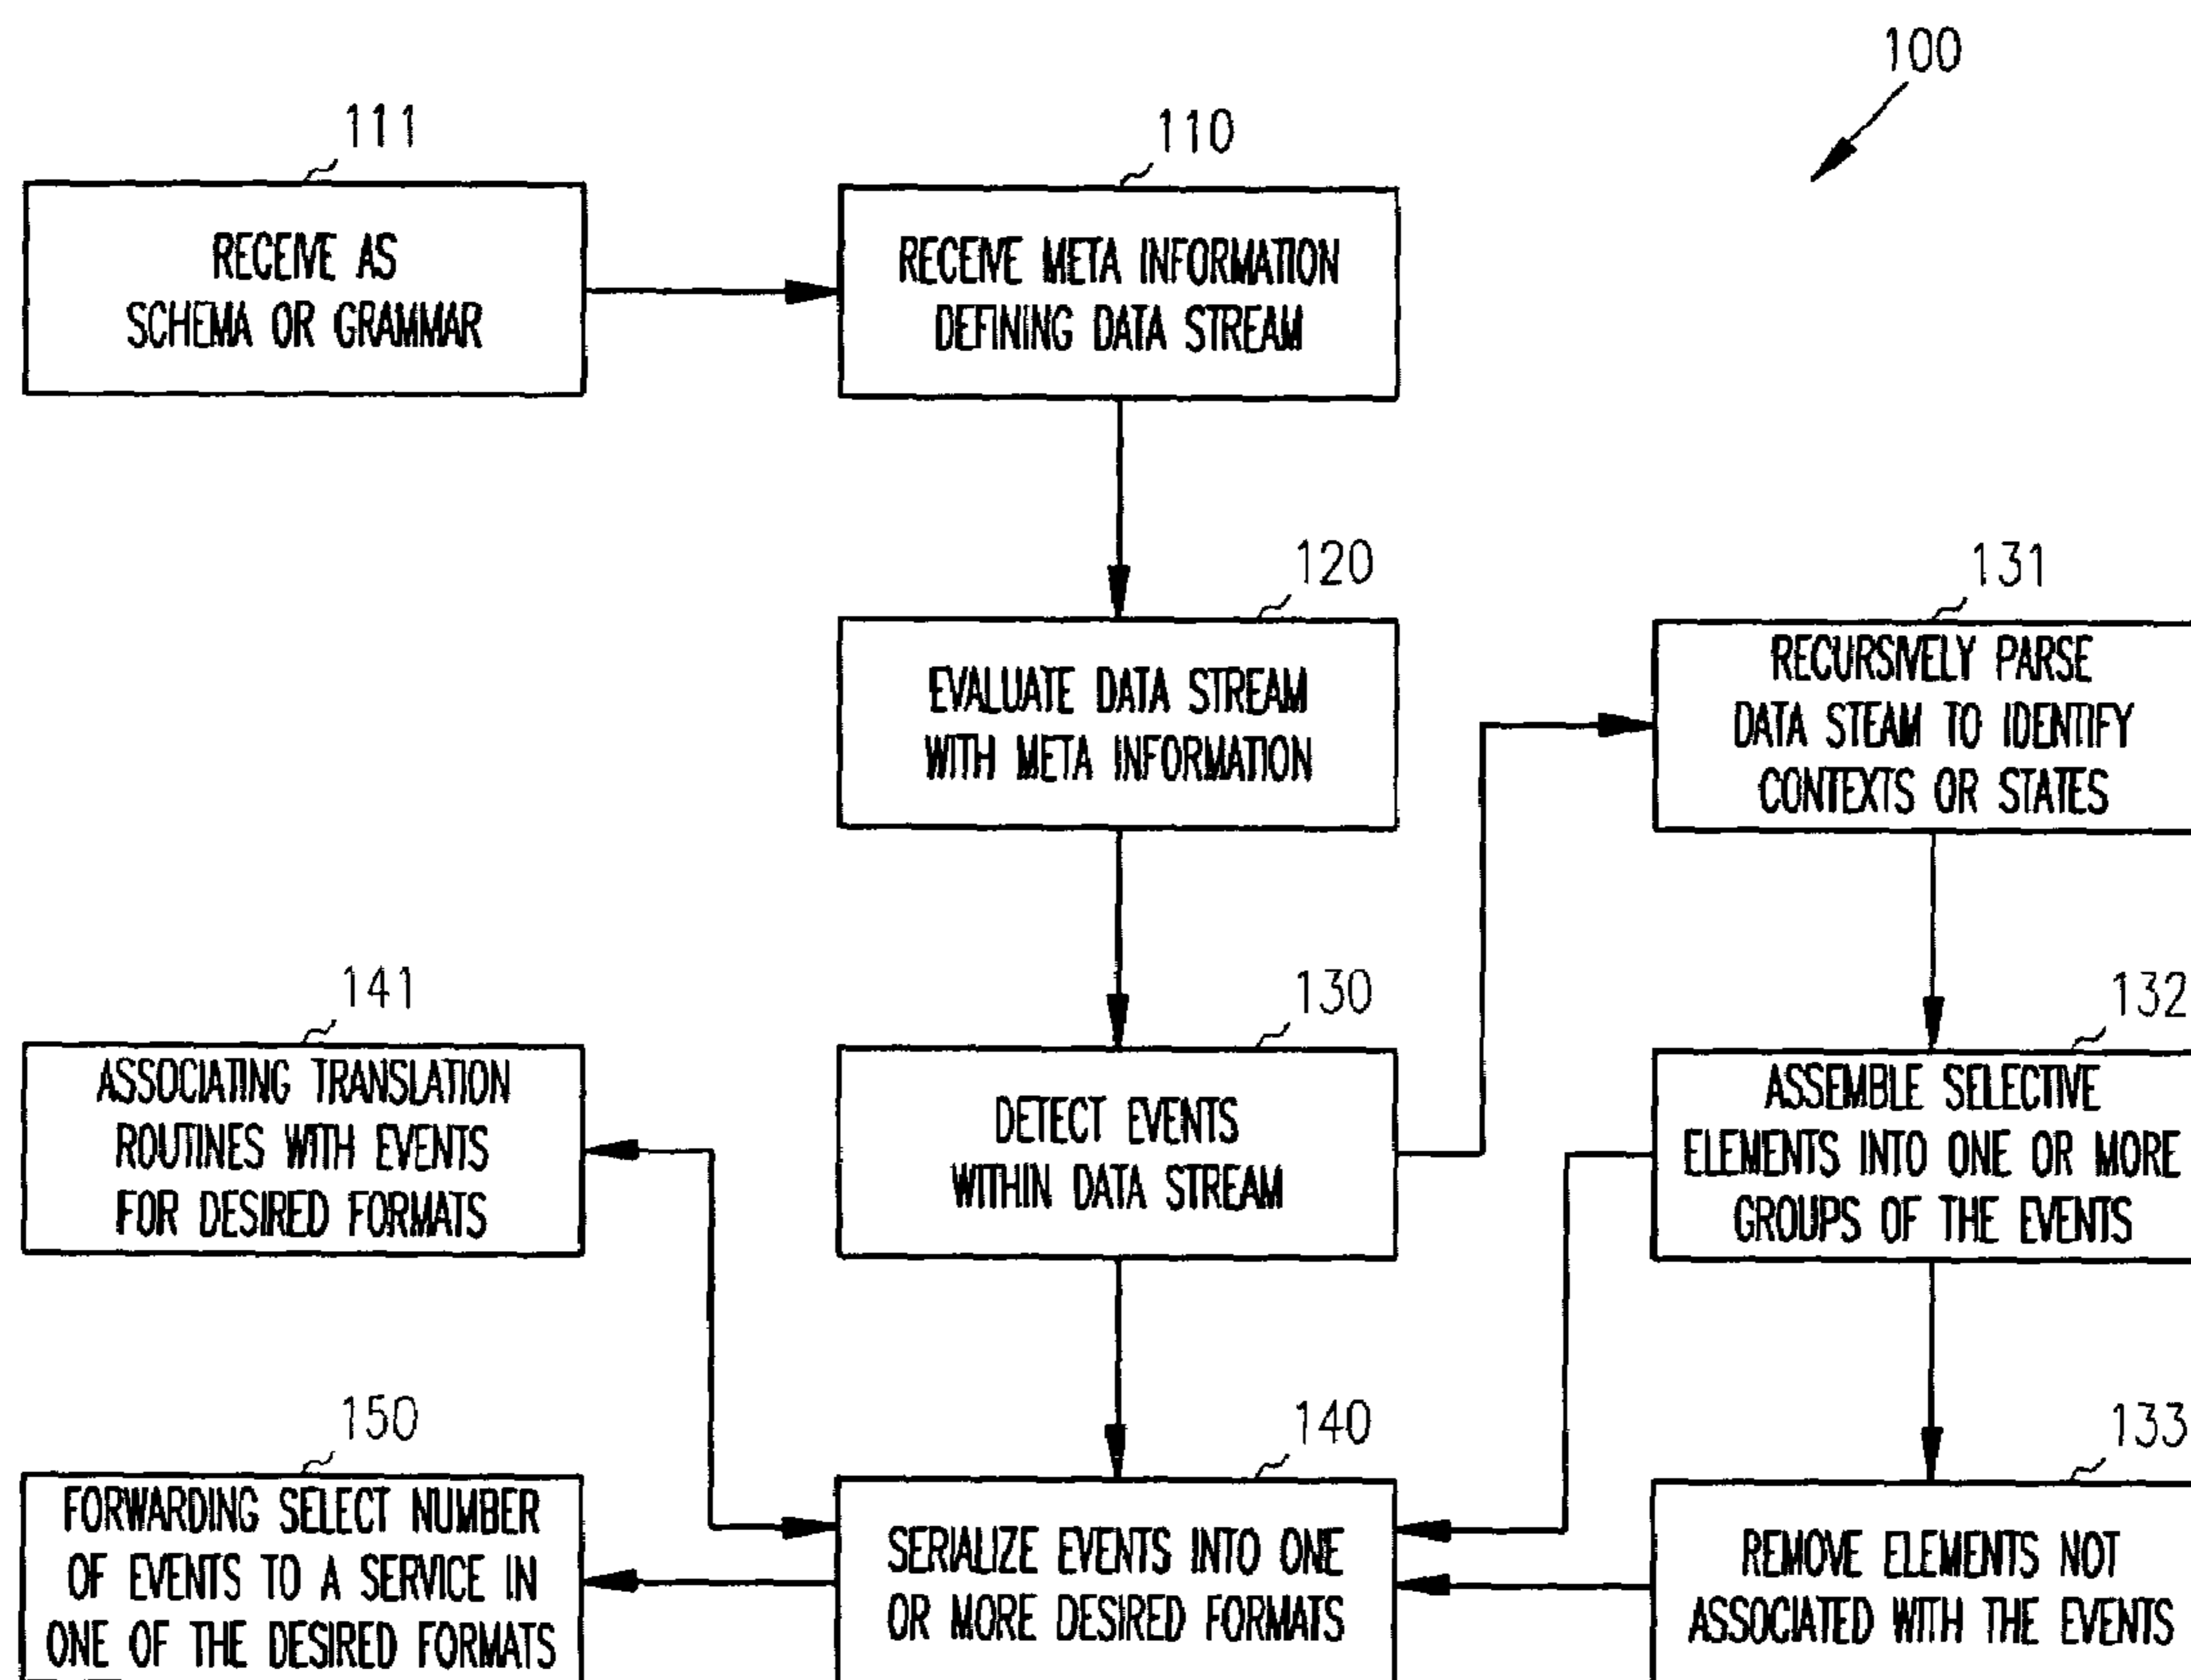 100
111
RECEIVE AS
SCHEMA OR GRAMMAR
110
RECEIVE META INFORMATION
DEFINING DATA STREAM
120
EVALUATE DATA STREAM
WITH META INFORMATION
131
RECURSIVELY PARSE
DATA STEAM TO IDENTIFY
CONTEXTS OR STATES
141
ASSOCIATING TRANSLATION
ROUTINES WITH EVENTS
FOR DESIRED FORMATS
130
DETECT EVENTS
WITHIN DATA STREAM
132
ASSEMBLE SELECTIVE
ELEMENTS INTO ONE OR MORE
GROUPS OF THE EVENTS
150
FORWARDING SELECT NUMBER
OF EVENTS TO A SERVICE IN
ONE OF THE DESIRED FORMATS
140
SERIALIZE EVENTS INTO ONE
OR MORE DESIRED FORMATS
133
REMOVE ELEMENTS NOT
ASSOCIATED WITH THE EVENTS